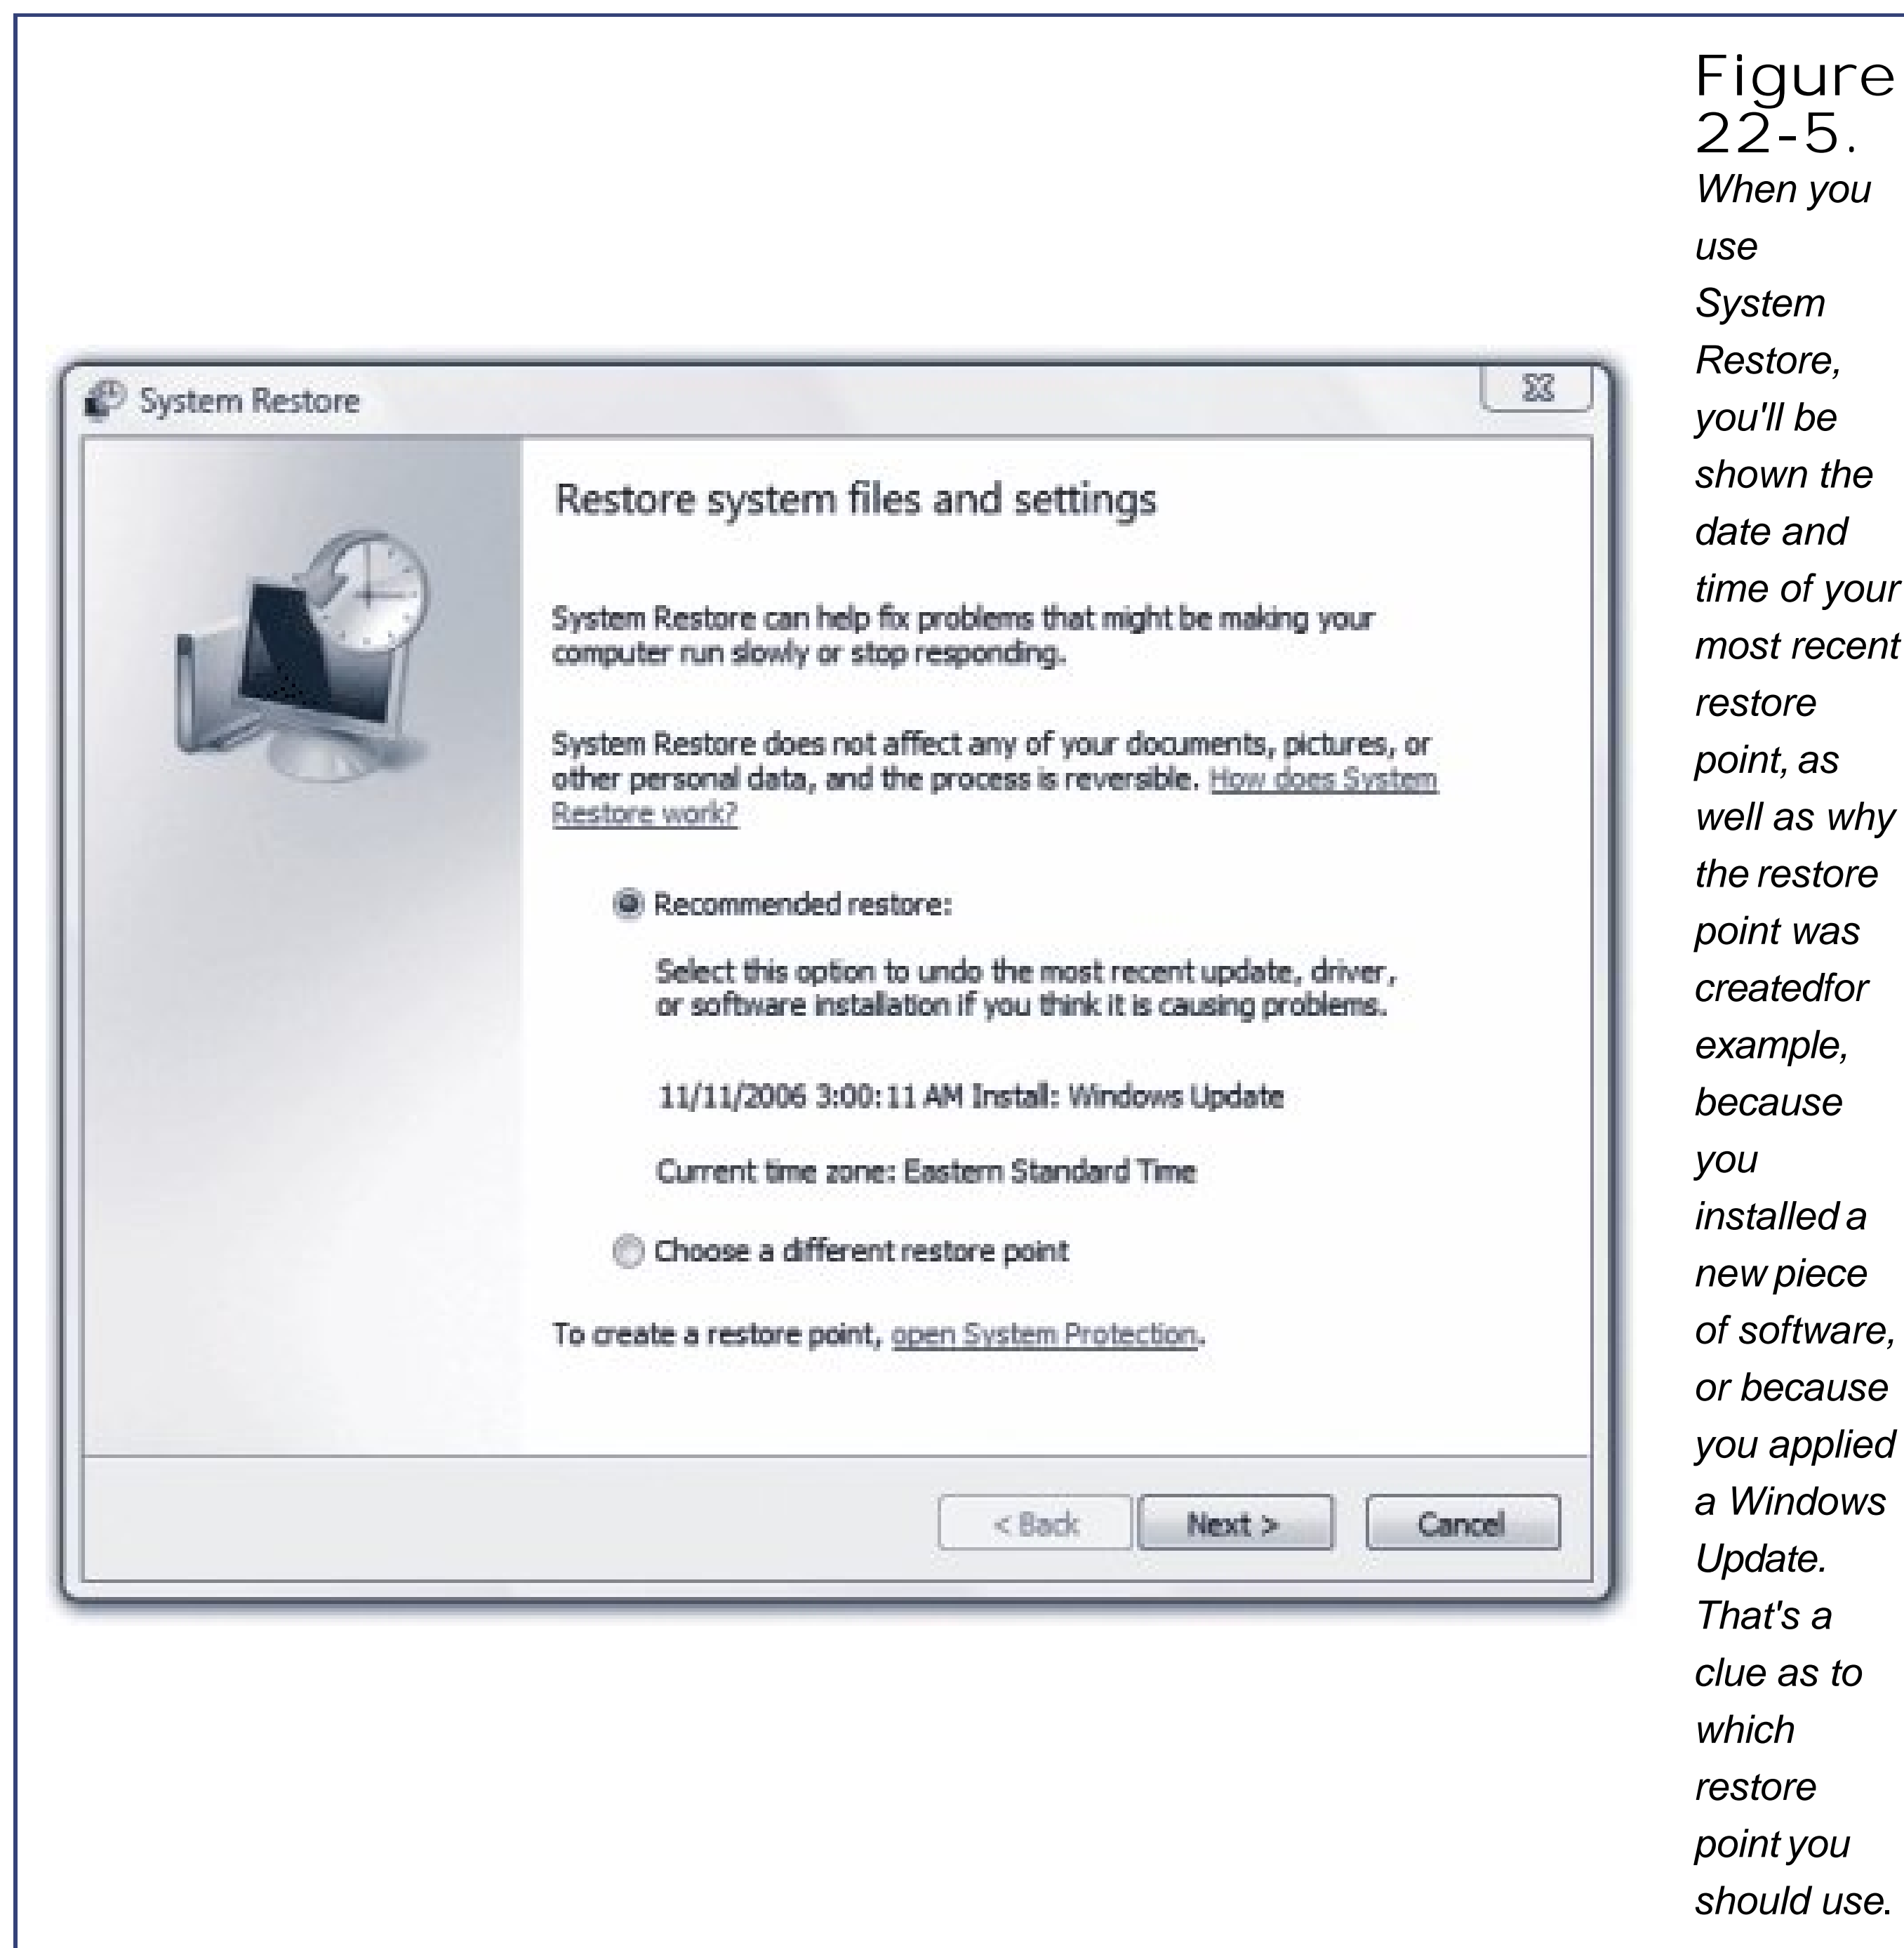 Figure
22-5.
When you
use
System
Restore,
you'll be
shown the
date and
time of your
most recent
restore
point, as
well as why
the restore
point was
createdfor
example,
because
you
installed a
new piece
of software,
or because
you applied
a Windows
Update.
That's a
clue as to
which
restore
point you
should use.
System Restore
Restore system files and settings
System Restore can help fix problems that might be making your
computer run slowly or stop responding.
System Restore does not affect any of your documents, pictures, or
other personal data, and the process is reversible. How does System
Restore work?
Recommended restore:
Select this option to undo the most recent update, driver,
or software installation if you think it is causing problems.
11/11/2006 3:00:11 AM Install: Windows Update
Current time zone: Eastern Standard Time
Choose a different restore point
To create a restore point, open System Protection.
< Back
Next >
Cancel